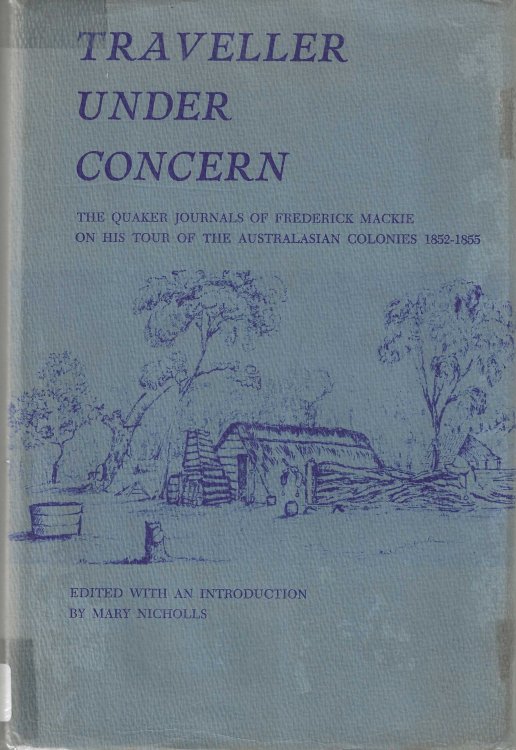 TRAVELLER
UNDER
CONCERN
THE QUAKER JOURNALS OF FREDERICK MACKIE
ON HIS TOUR OF THE AUSTRALASIAN COLONIES 1852-1855
EDITED WITH AN INTRODUCTION
BY MARY NICHOLLS